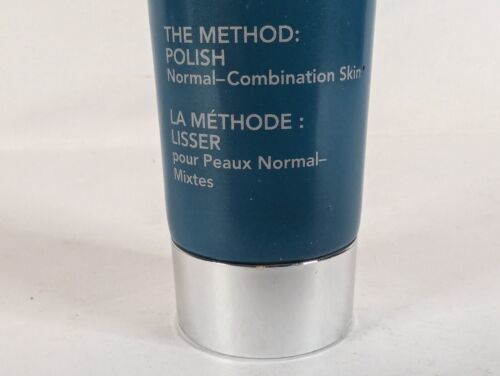 THE METHOD:
POLISH
Normal–Combination Skin
LA MÉTHODE :
LISSER
pour Peaux Normal–
Mixtes